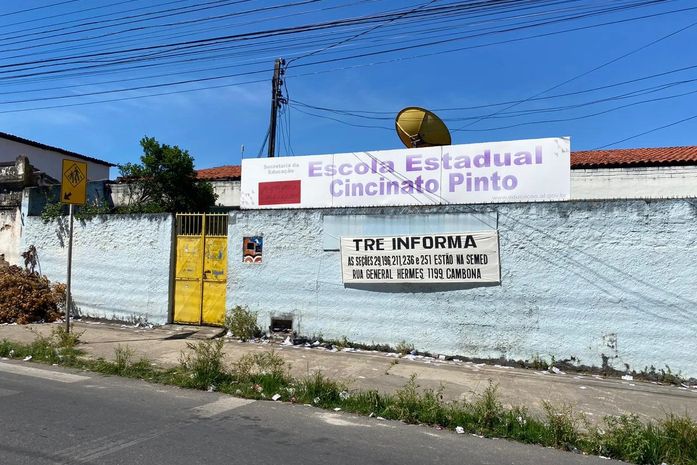 Secretaria da
Educação
Escola Estadual
Cincinato Pinto
TRE INFORMA
AS SEÇÕES 29,196,211,236 e 251 ESTÃO NA SEMED
RUA GENERAL HERMES, 1199, CAMBONA